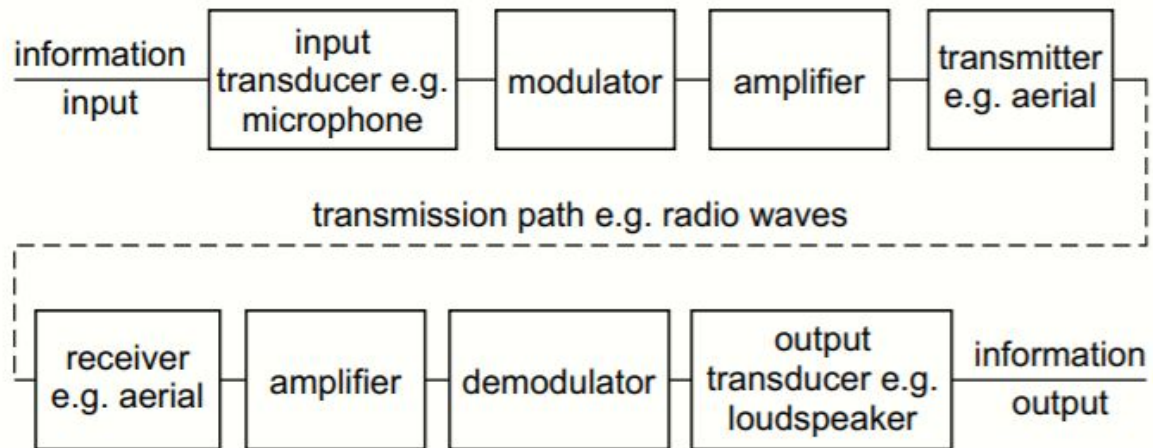 information
input
input
transducer e.g.
microphone
modulator
amplifier
transmitter
e.g. aerial
transmission path e.g. radio waves
receiver
e.g. aerial
amplifier
demodulator
output
transducer e.g.
loudspeaker
information
output